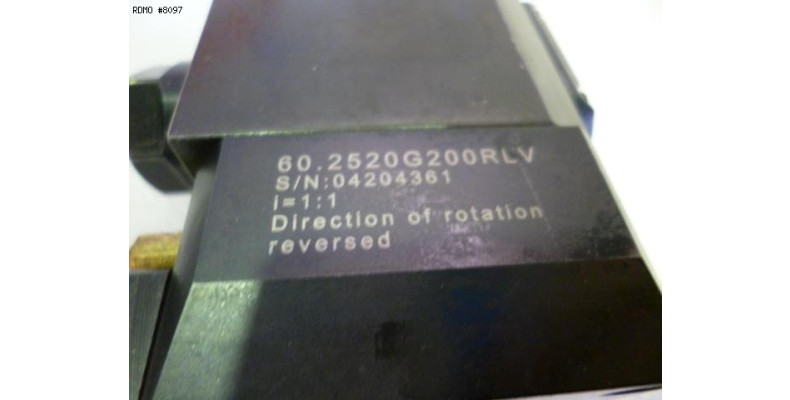 RDMO #8097
60.2520G200RLV
S/N:04204361
i=1:1
Direction of rotation
reversed